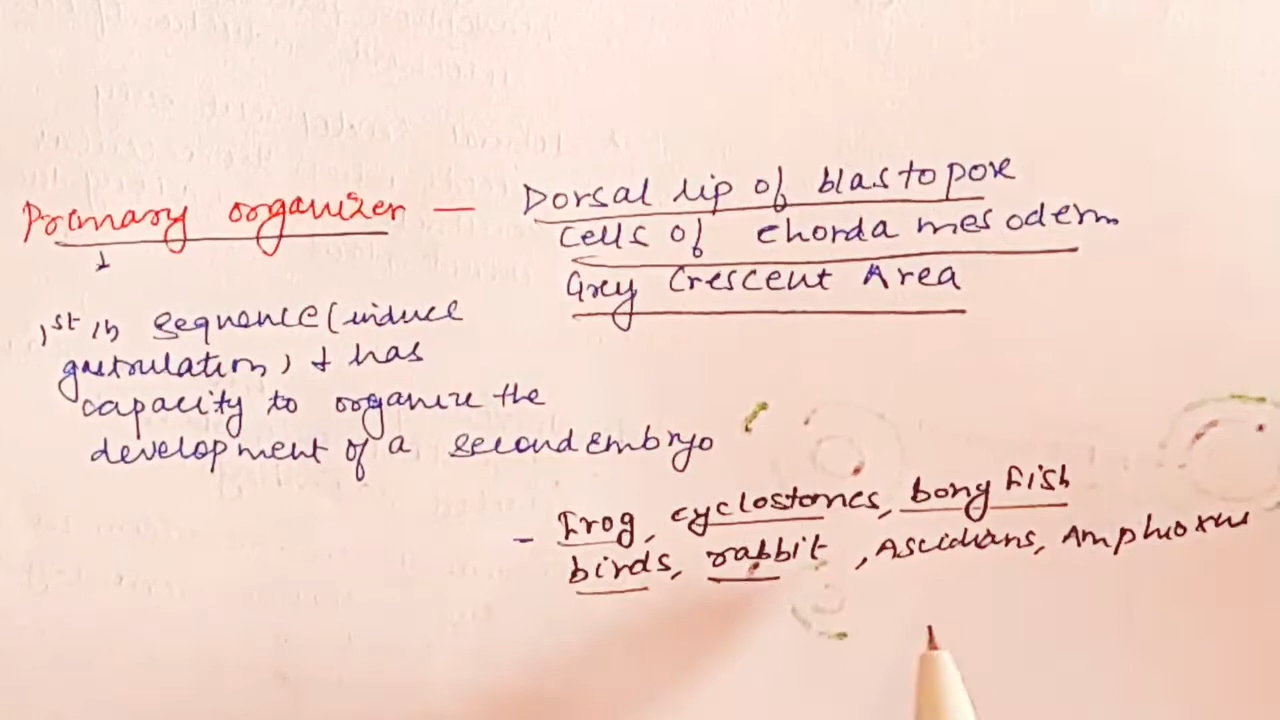 Primary organizer — Dorsal lip of blastopore
cells of chorda mesoderm
Grey Crescent Area
1st in sequence (induce
gastrulation) & has
capacity to organize the
development of a second embryo
- Frog, cyclostomes, bony fish
birds, rabbit, Ascidians, Amphioxus